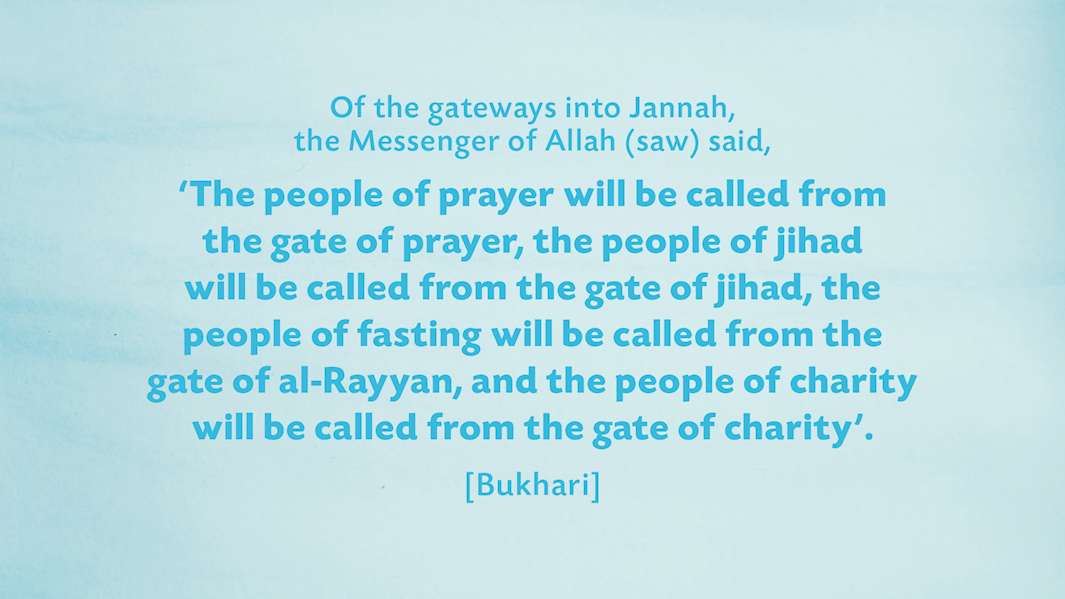 Of the gateways into Jannah,
the Messenger of Allah (saw) said,
‘The people of prayer will be called from
the gate of prayer, the people of jihad
will be called from the gate of jihad, the
people of fasting will be called from the
gate of al-Rayyan, and the people of charity
will be called from the gate of charity’.
[Bukhari]